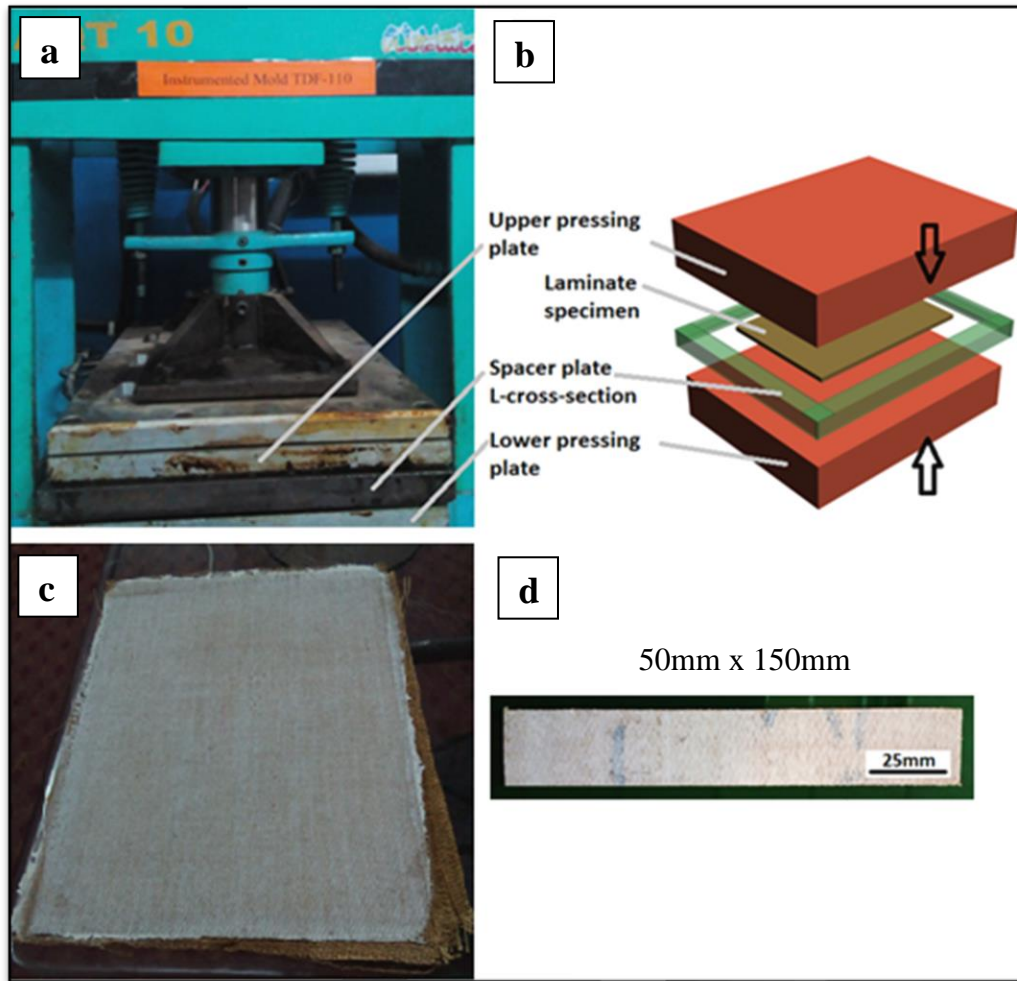 a
ART 10
Instrumented Mold TDF-110
b
Upper pressing
plate
Laminate
specimen
Spacer plate
L-cross-section
Lower pressing
plate
c
d
50mm x 150mm
25mm